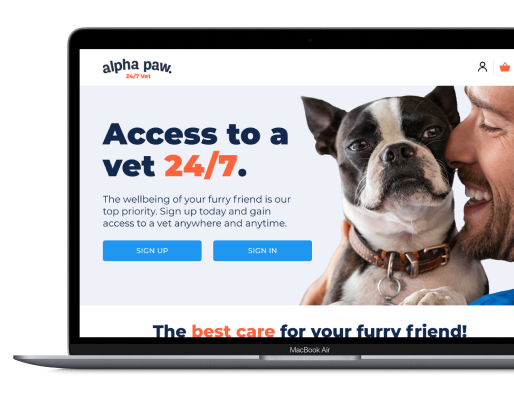 alpha paw.
24/7 Vet
Access to a
vet 24/7.
The wellbeing of your furry friend is our
top priority. Sign up today and gain
access to a vet anywhere and anytime.
SIGN UP
SIGN IN
The best care for your furry friend!
MacBook Air